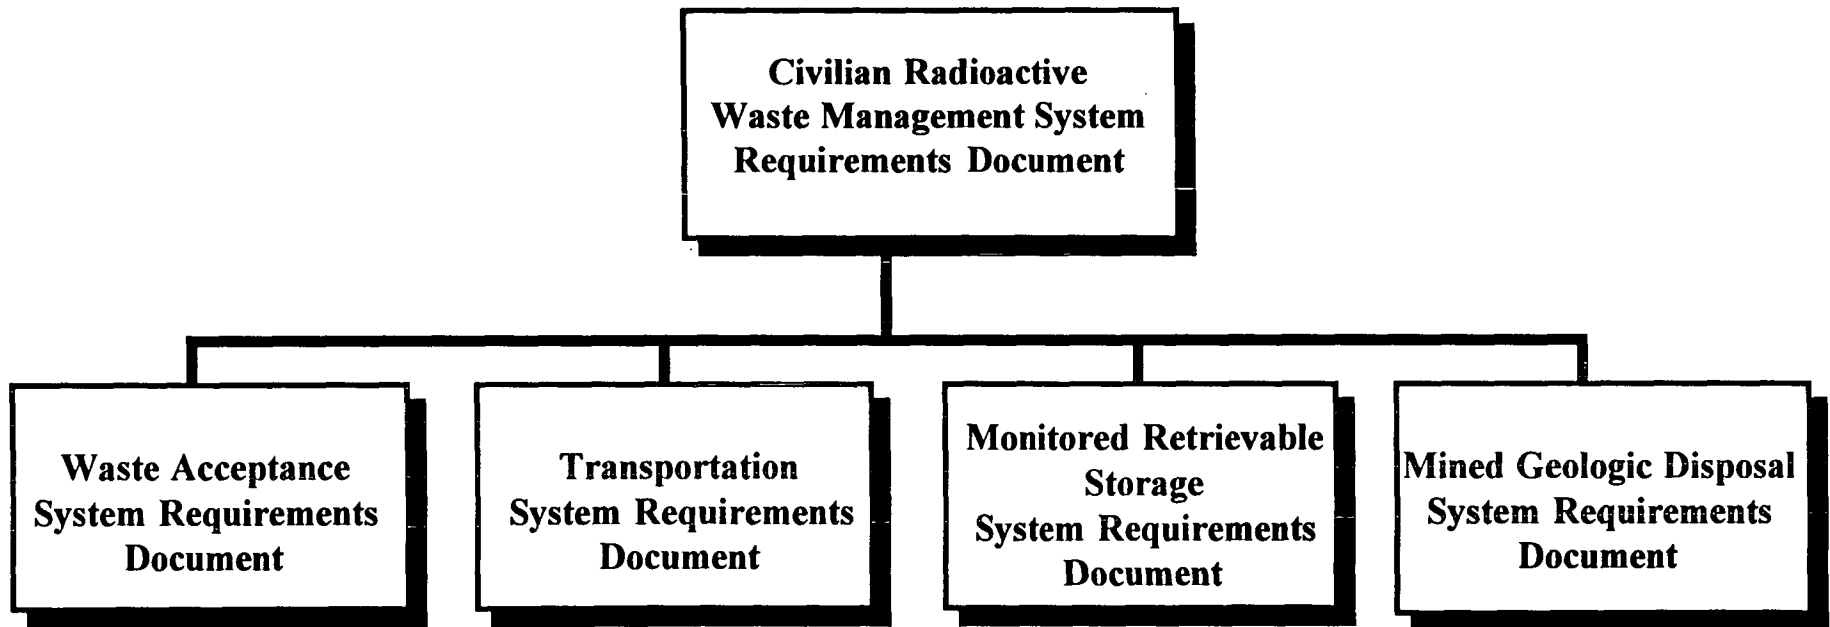 Civilian Radioactive
Waste Management System
Requirements Document
Waste Acceptance
System Requirements
Document
Transportation
System Requirements
Document
Monitored Retrievable
Storage
System Requirements
Document
Mined Geologic Disposal
System Requirements
Document